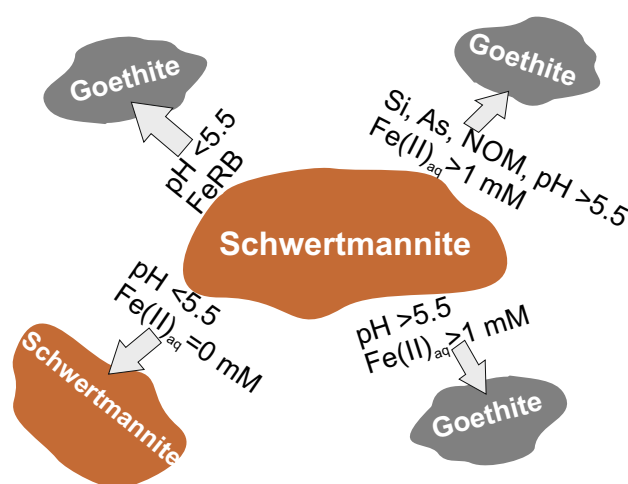 Goethite
Goethite
pH <5.5
FeRB
Si, As, NOM, pH >5.5
Fe(II)aq >1 mM
Schwertmannite
pH <5.5
Fe(II)aq =0 mM
pH >5.5
Fe(II)aq >1 mM
Schwertmannite
Goethite